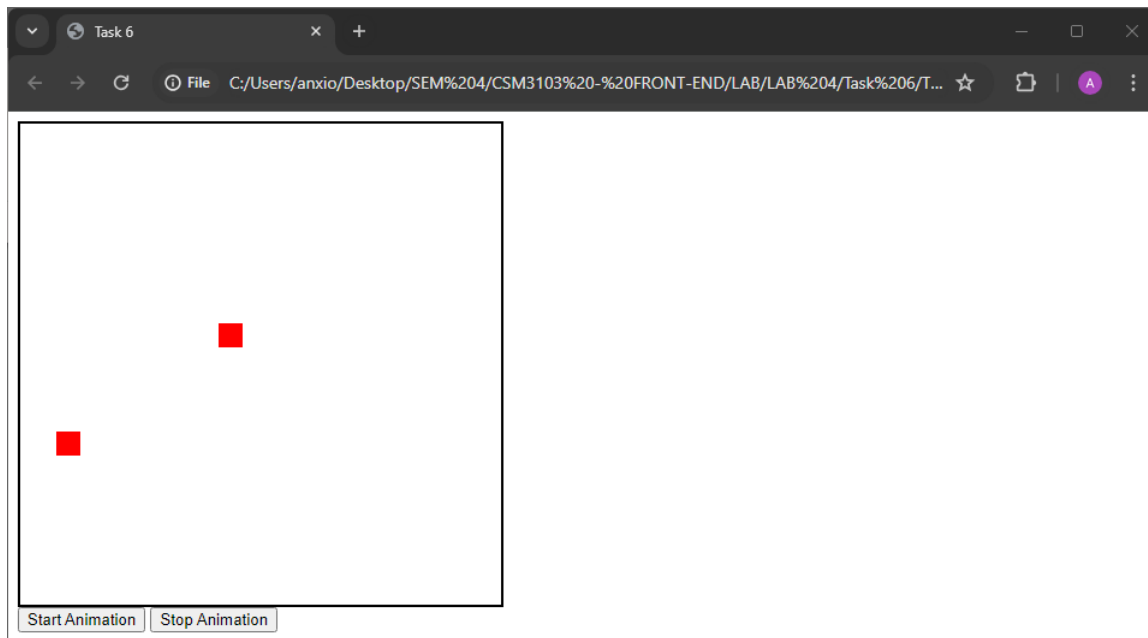 Task 6
File C:/Users/anxio/Desktop/SEM%204/CSM3103%20-%20FRONT-END/LAB/LAB%204/Task%206/T...
A
Start Animation Stop Animation